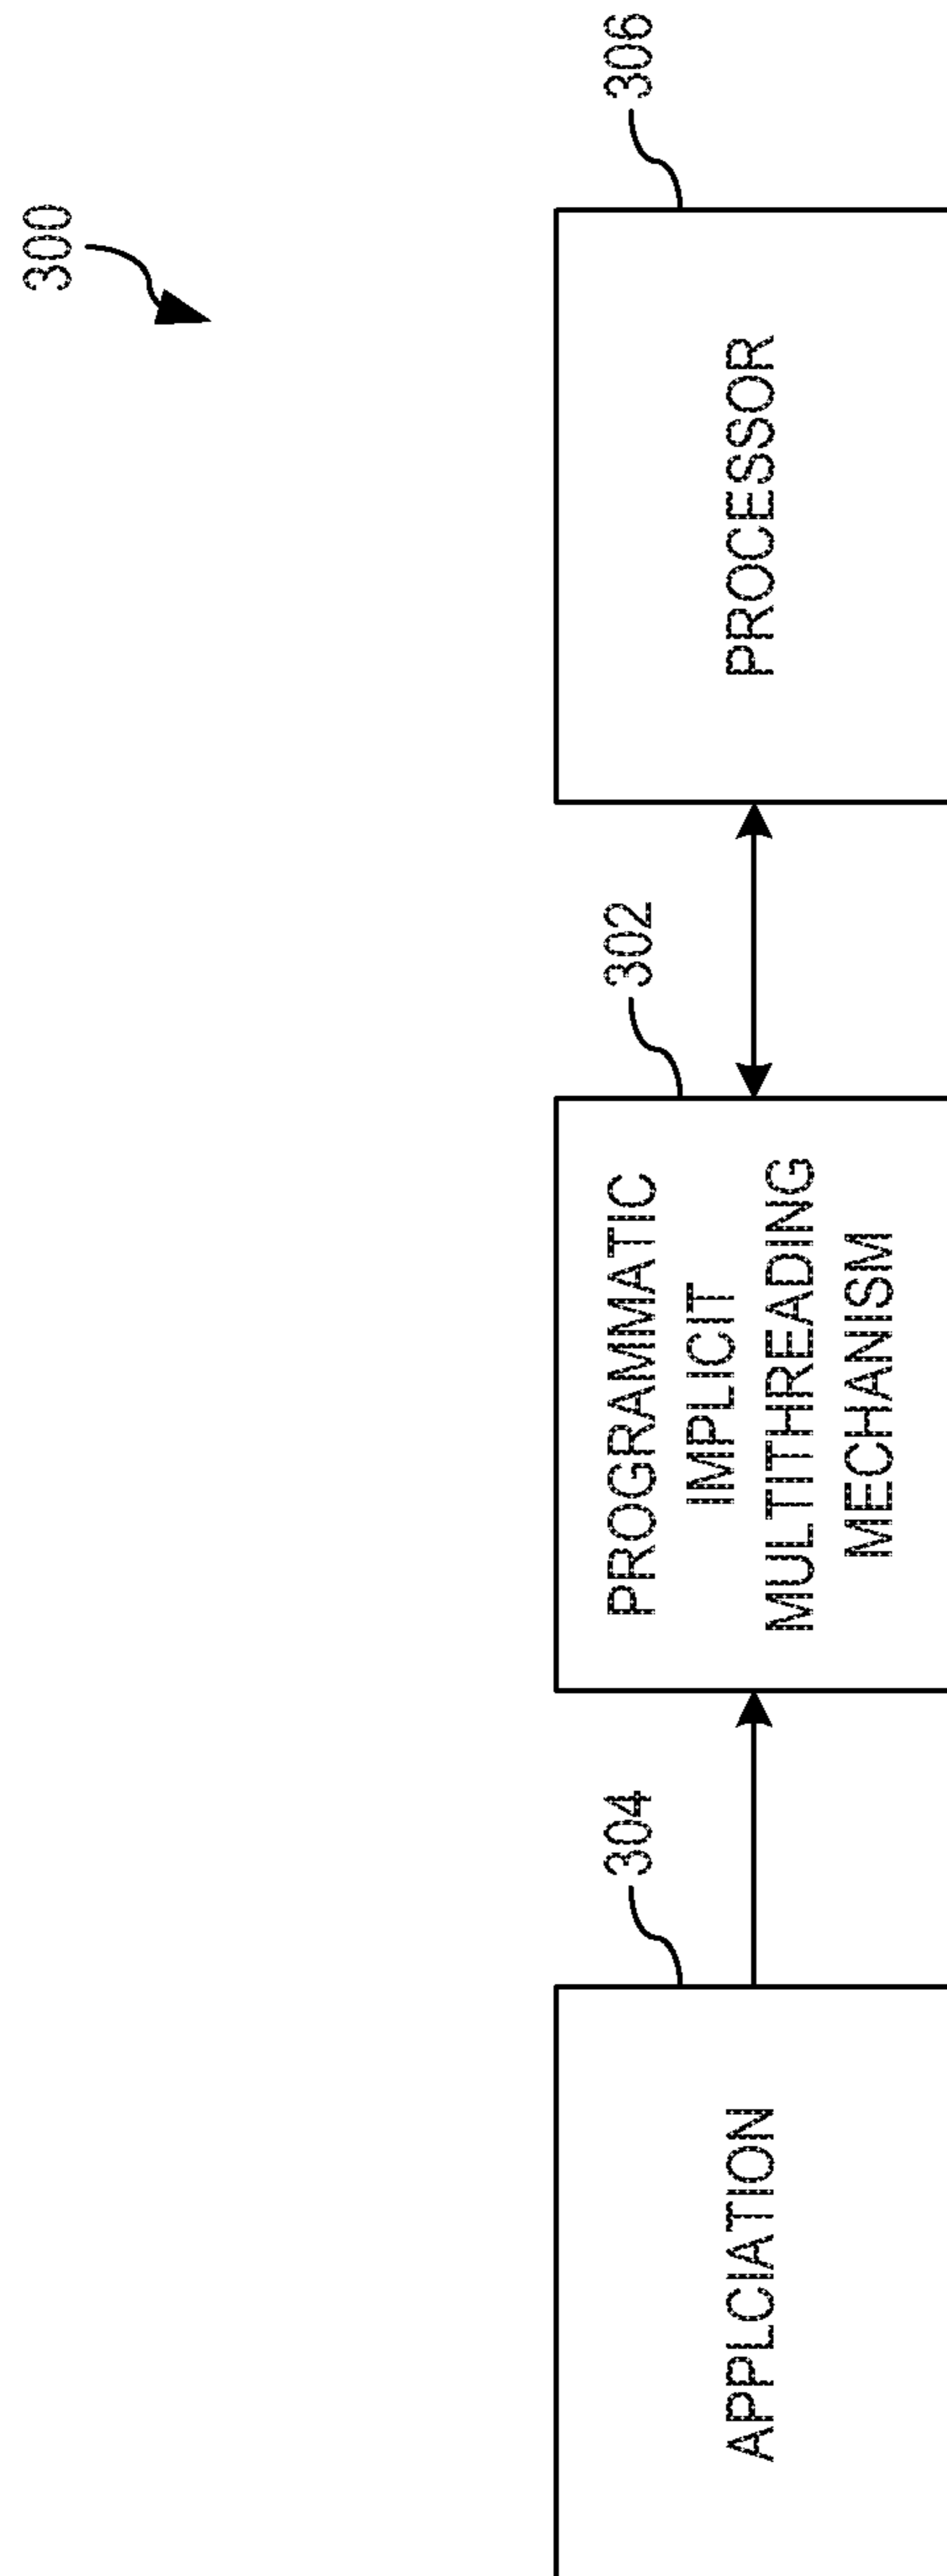 300
304
302
306
APPLCIATION
PROGRAMMATIC
IMPLICIT
MULTITHREADING
MECHANISM
PROCESSOR